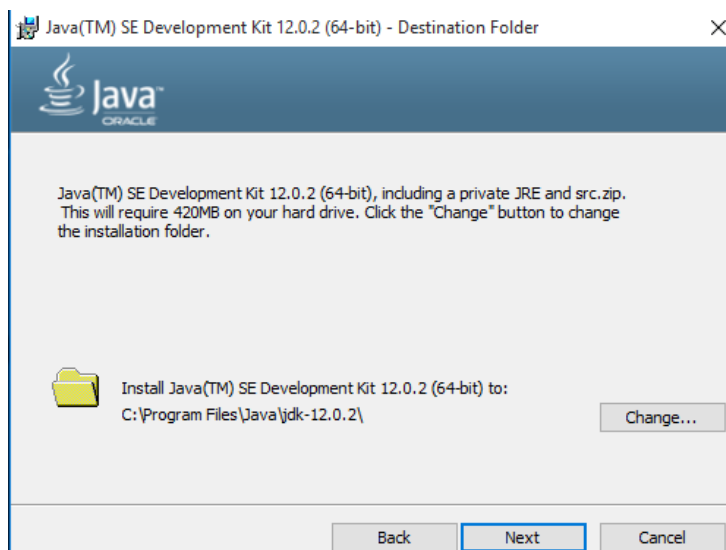 Java(TM) SE Development Kit 12.0.2 (64-bit) - Destination Folder
Java™
ORACLE
Java(TM) SE Development Kit 12.0.2 (64-bit), including a private JRE and src.zip.
This will require 420MB on your hard drive. Click the "Change" button to change
the installation folder.
Install Java(TM) SE Development Kit 12.0.2 (64-bit) to:
C:\Program Files\Java\jdk-12.0.2\
Change...
Back Next Cancel